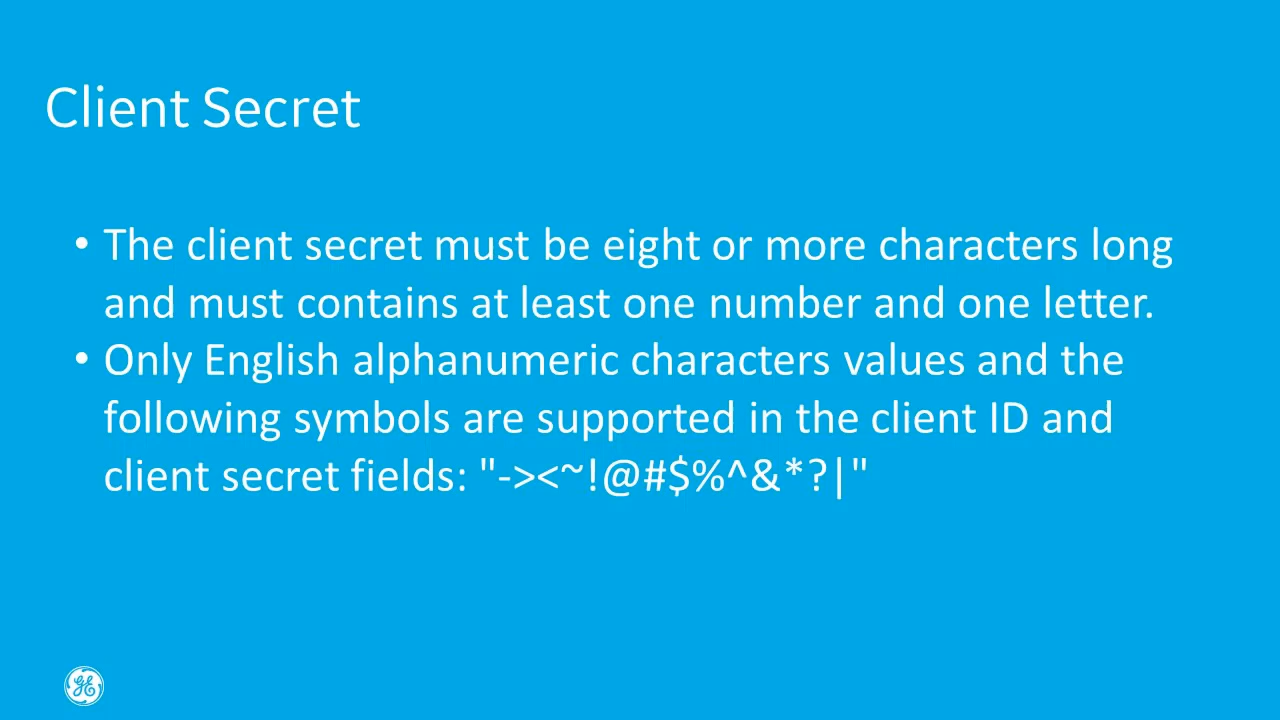 Client Secret
• The client secret must be eight or more characters long
and must contains at least one number and one letter.
• Only English alphanumeric characters values and the
following symbols are supported in the client ID and
client secret fields: "-><~!@#$%^&*?|"
GE